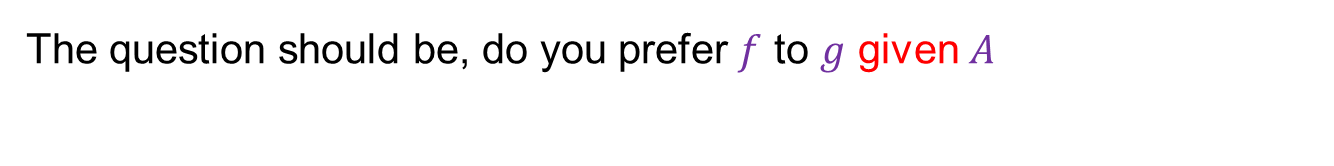 The question should be, do you prefer 𝑓 to 𝑔 given 𝐴